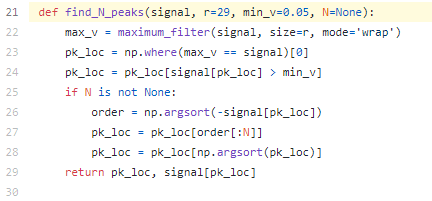 21 def find_N_peaks(signal, r=29, min_v=0.05, N=None):
22     max_v = maximum_filter(signal, size=r, mode='wrap')
23     pk_loc = np.where(max_v == signal)[0]
24     pk_loc = pk_loc[signal[pk_loc] > min_v]
25     if N is not None:
26         order = np.argsort(-signal[pk_loc])
27         pk_loc = pk_loc[order[:N]]
28         pk_loc = pk_loc[np.argsort(pk_loc)]
29     return pk_loc, signal[pk_loc]
30